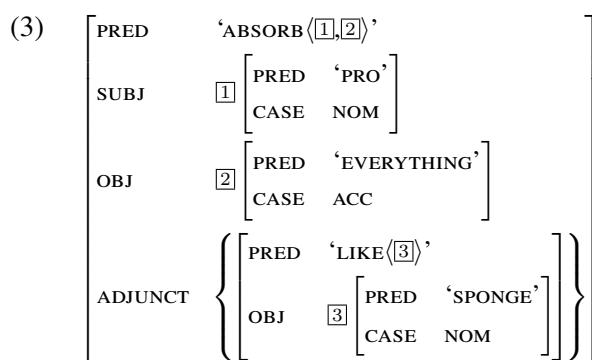 (3)
PRED ‘ABSORB⟨1,2⟩’
SUBJ 1
PRED ‘PRO’
CASE NOM
OBJ 2
PRED ‘EVERYTHING’
CASE ACC
ADJUNCT
PRED ‘LIKE⟨3⟩’
OBJ 3
PRED ‘SPONGE’
CASE NOM